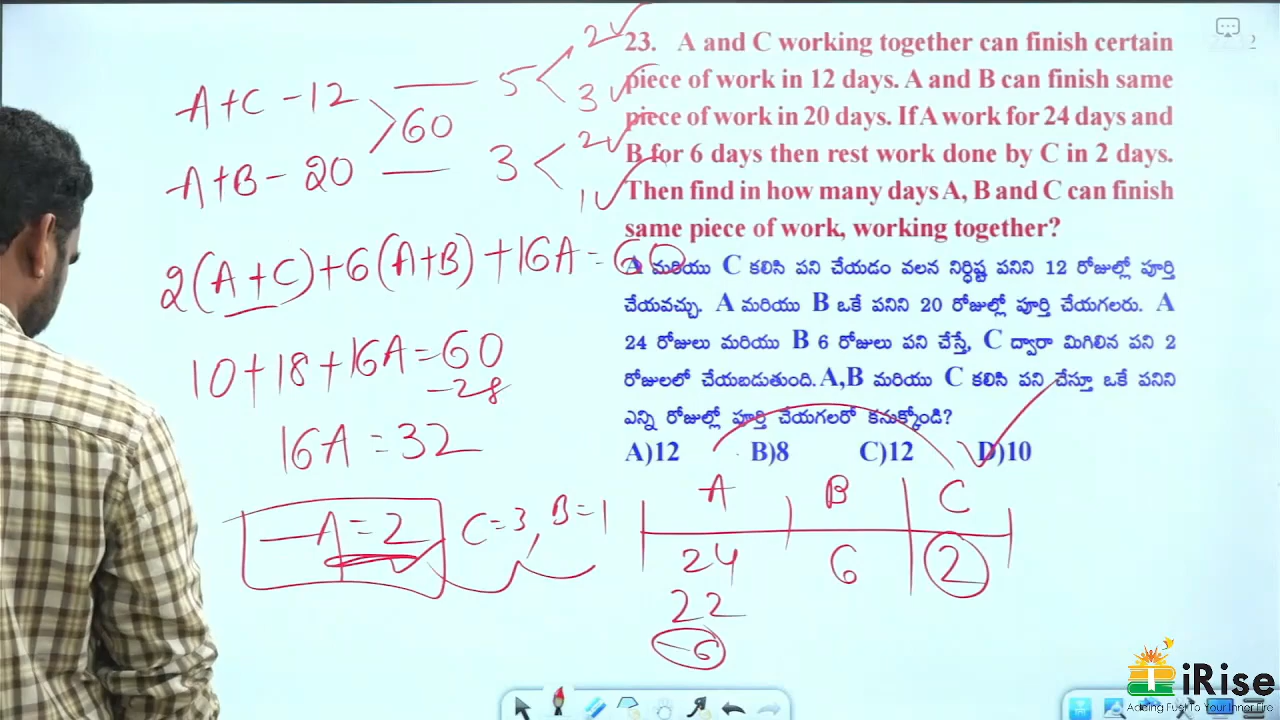 A+C-12 — 5 < 2
3
60
A+B-20 — 3 < 2
1
2(A+C)+6(A+B)+16A=60
10+18+16A=60
-28
16A=32
A=2 C=3, B=1
23. A and C working together can finish certain
piece of work in 12 days. A and B can finish same
piece of work in 20 days. If A work for 24 days and
B for 6 days then rest work done by C in 2 days.
Then find in how many days A, B and C can finish
same piece of work, working together?
A మరియు C కలిసి పని చేయడం వలన నిర్ధిష్ట పనిని 12 రోజుల్లో పూర్తి
చేయవచ్చు. A మరియు B ఒకే పనిని 20 రోజుల్లో పూర్తి చేయగలరు. A
24 రోజులు మరియు B 6 రోజులు పని చేస్తే, C ద్వారా మిగిలిన పని 2
రోజులలో చేయబడుతుంది. A,B మరియు C కలిసి పని చేస్తూ ఒకే పనిని
ఎన్ని రోజుల్లో పూర్తి చేయగలరో కనుక్కోండి?
A)12 B)8 C)12 D)10
A B C
24 6 2
22
-6
iRise
Adding Fuel To Your Inner Fire